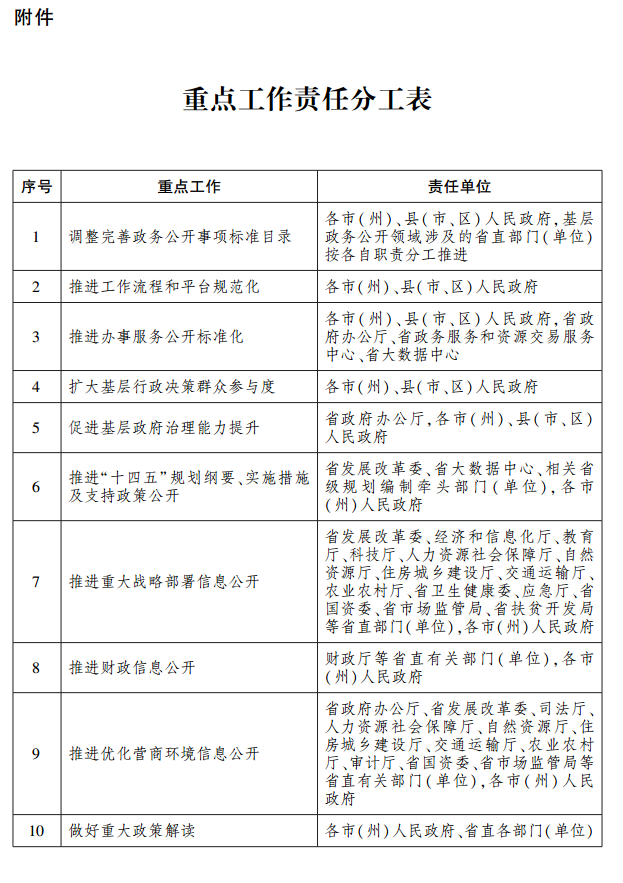 附件
重点工作责任分工表
序号
重点工作
责任单位
1
调整完善政务公开事项标准目录
各市(州)、县(市、区)人民政府,基层
政务公开领域涉及的省直部门(单位)
按各自职责分工推进
2
推进工作流程和平台规范化
各市(州)、县(市、区)人民政府
3
推进办事服务公开标准化
各市(州)、县(市、区)人民政府,省政
府办公厅、省政务服务和资源交易服务
中心、省大数据中心
4
扩大基层行政决策群众参与度
各市(州)、县(市、区)人民政府
5
促进基层政府治理能力提升
省政府办公厅,各市(州)、县(市、区)
人民政府
6
推进“十四五”规划纲要、实施措施
及支持政策公开
省发展改革委、省大数据中心、相关省
级规划编制牵头部门(单位),各市
(州)人民政府
7
推进重大战略部署信息公开
省发展改革委、经济和信息化厅、教育
厅、科技厅、人力资源社会保障厅、自然
资源厅、住房城乡建设厅、交通运输厅、
农业农村厅、省卫生健康委、应急厅、省
国资委、省市场监管局、省扶贫开发局
等省直部门(单位),各市(州)人民政府
8
推进财政信息公开
财政厅等省直有关部门(单位),各市
(州)人民政府
9
推进优化营商环境信息公开
省政府办公厅、省发展改革委、司法厅、
人力资源社会保障厅、自然资源厅、住
房城乡建设厅、交通运输厅、农业农村
厅、审计厅、省国资委、省市场监管局等
省直有关部门(单位),各市(州)人民
政府
10
做好重大政策解读
各市(州)人民政府、省直各部门(单位)